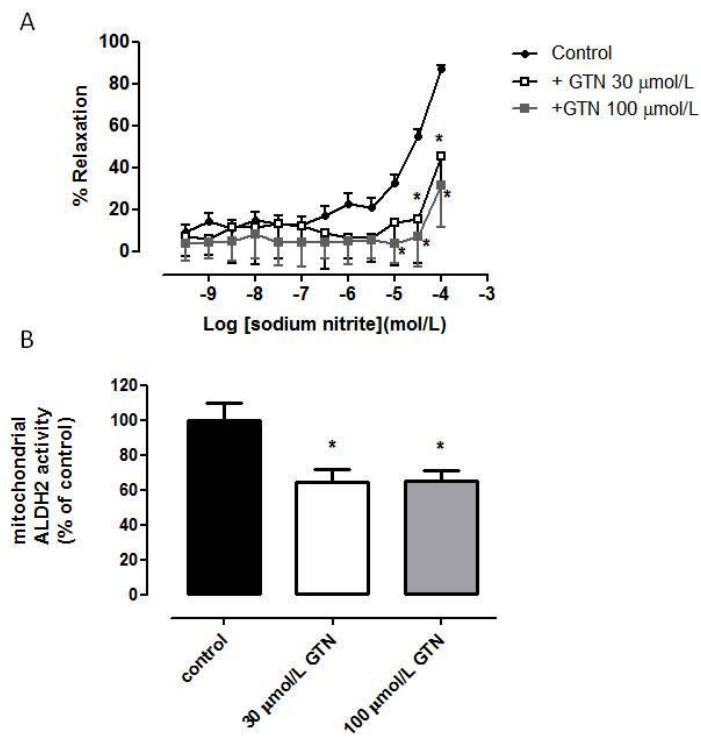 A
100
80
60
40
20
0
% Relaxation
Control
+ GTN 30 μmol/L
+GTN 100 μmol/L
*
*
*
*
*
-9
-8
-7
-6
-5
-4
-3
Log [sodium nitrite](mol/L)
B
120
100
80
60
40
20
0
mitochondrial
ALDH2 activity
(% of control)
*
*
control
30 μmol/L GTN
100 μmol/L GTN